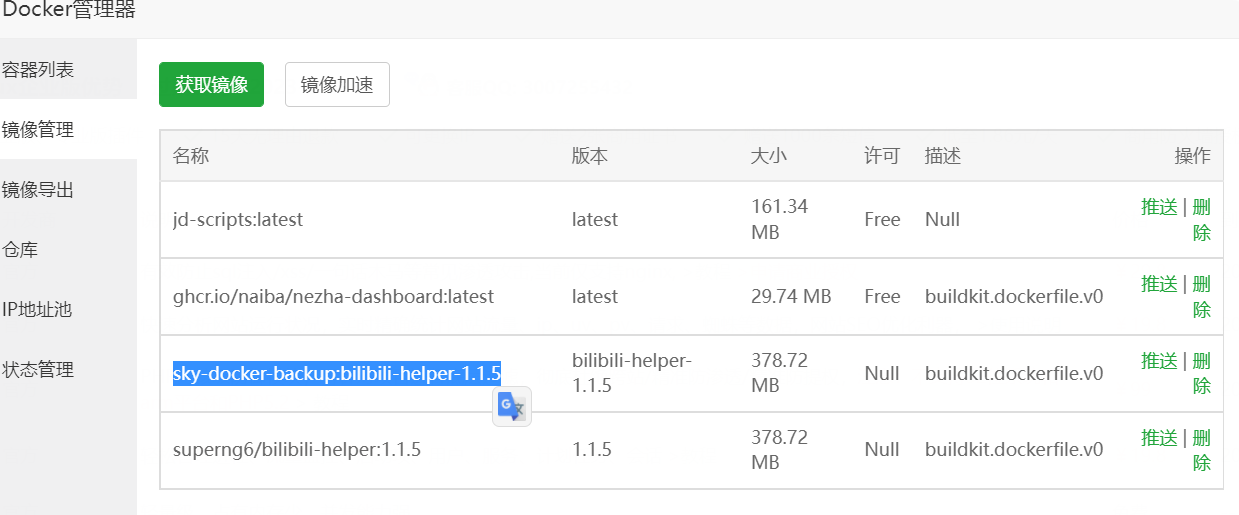 Docker管理器
容器列表
镜像管理
镜像导出
仓库
IP地址池
状态管理
获取镜像 镜像加速
名称 版本 大小 许可 描述 操作
jd-scripts:latest latest 161.34 MB Free Null 推送 | 删除
ghcr.io/naiba/nezha-dashboard:latest latest 29.74 MB Free buildkit.dockerfile.v0 推送 | 删除
sky-docker-backup:bilibili-helper-1.1.5 bilibili-helper-1.1.5 378.72 MB Null buildkit.dockerfile.v0 推送 | 删除
superng6/bilibili-helper:1.1.5 1.1.5 378.72 MB Null buildkit.dockerfile.v0 推送 | 删除